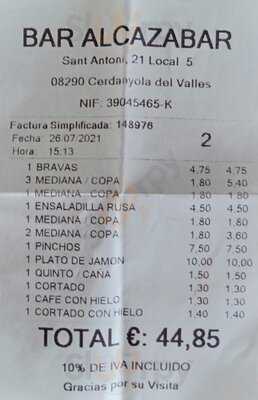 BAR ALCAZABAR
Sant Antoni, 21 Local 5
08290 Cerdanyola del Valles
NIF: 39045465-K
Factura Simplificada: 148976
Fecha: 26/07/2021 2
Hora: 15:13
1 BRAVAS 4,75 4,75
3 MEDIANA / COPA 1,80 5,40
1 MEDIANA / COPA 1,80 1,80
1 ENSALADILLA RUSA 4,50 4,50
1 MEDIANA / COPA 1,80 1,80
2 MEDIANA / COPA 1,80 3,60
1 PINCHOS 7,50 7,50
1 PLATO DE JAMON 10,00 10,00
1 QUINTO / CAÑA 1,50 1,50
1 CORTADO 1,30 1,30
1 CAFE CON HIELO 1,30 1,30
1 CORTADO CON HIELO 1,40 1,40
TOTAL €: 44,85
10% DE IVA INCLUIDO
Gracias por su Visita